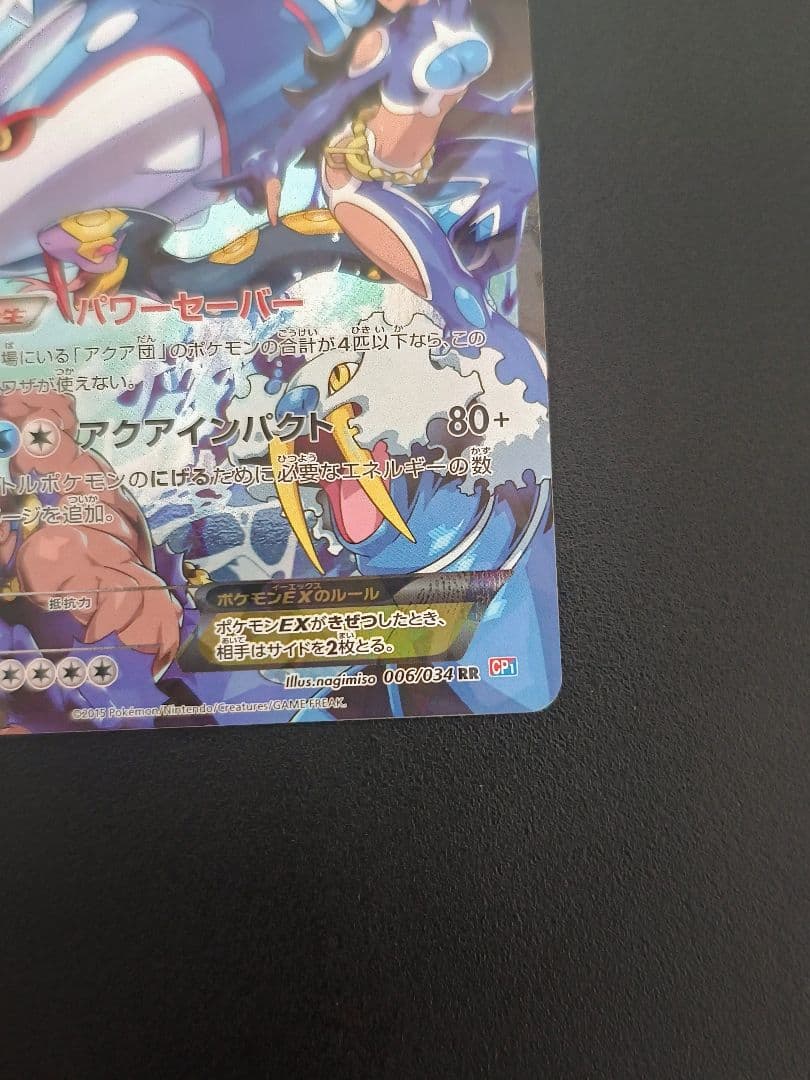 生 パワーセーバー
場にいる「アクア団」のポケモンの合計が4匹以下なら、この
ワザが使えない。
アクアインパクト 80+
トルポケモンのにげるために必要なエネルギーの数
ージを追加。
抵抗力
ポケモンEXのルール
ポケモンEXがきぜつしたとき、
相手はサイドを2枚とる。
Illus.nagimiso 006/034 RR CP1
©2015 Pokémon/Nintendo/Creatures/GAME FREAK.